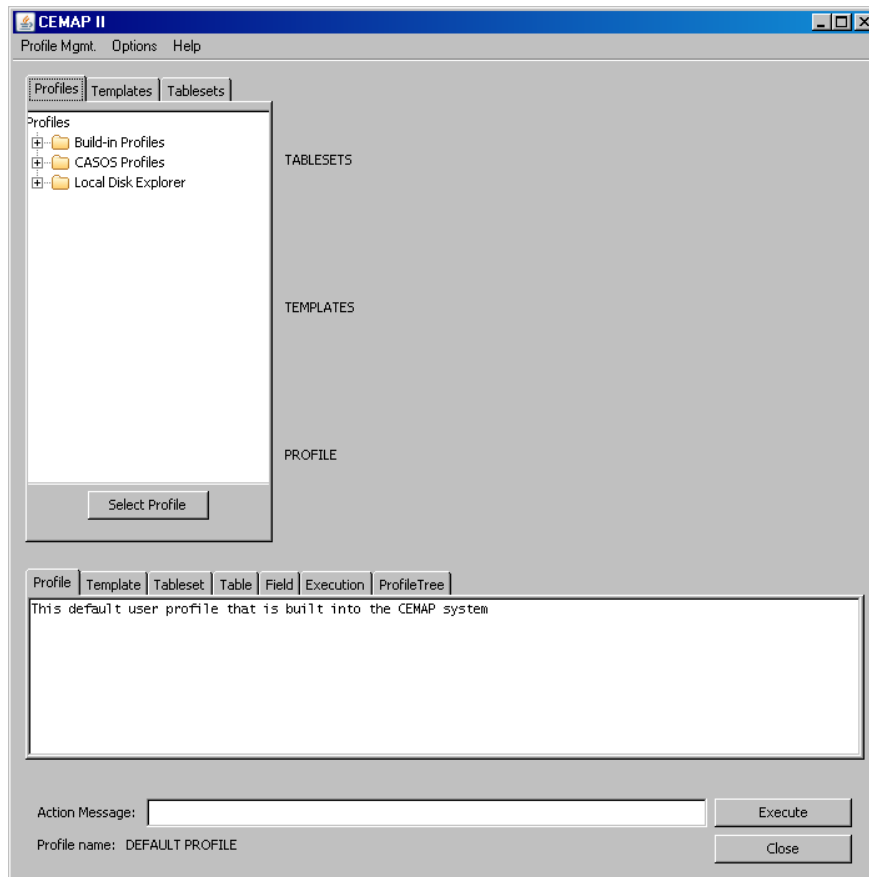 CEMAP II
Profile Mgmt. Options Help
Profiles Templates Tablesets
Profiles
Build-in Profiles
CASOS Profiles
Local Disk Explorer
TABLESETS
TEMPLATES
PROFILE
Select Profile
Profile Template Tableset Table Field Execution ProfileTree
This default user profile that is built into the CEMAP system
Action Message:
Execute
Profile name: DEFAULT PROFILE
Close